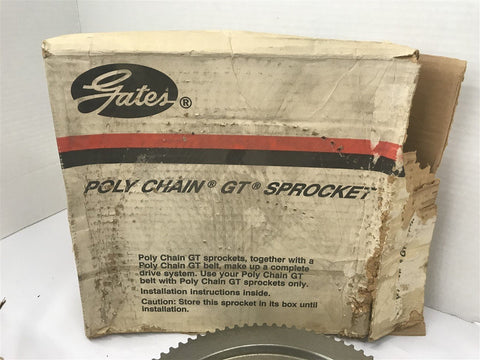 Gates®
POLY CHAIN® GT® SPROCKET
Poly Chain GT sprockets, together with a
Poly Chain GT belt, make up a complete
drive system. Use your Poly Chain GT
belt with Poly Chain GT sprockets only.
Installation instructions inside.
Caution: Store this sprocket in its box until
installation.